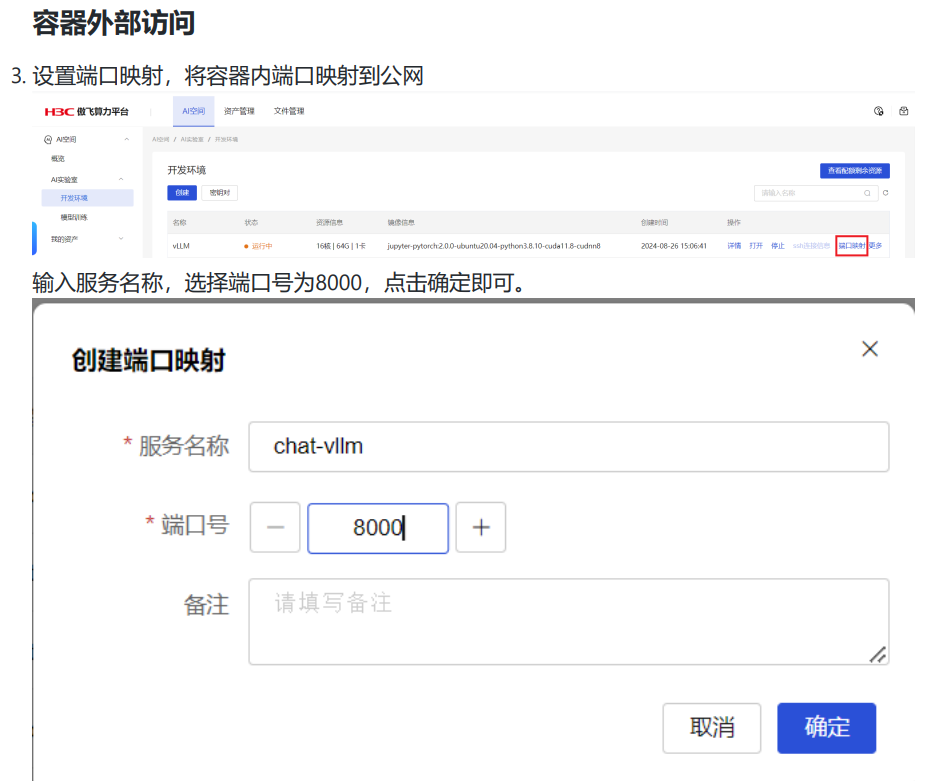 容器外部访问
3. 设置端口映射，将容器内端口映射到公网
H3C 傲飞算力平台 AI空间 资产管理 文件管理
AI空间
AI空间 / AI实验室 / 开发环境
概览
AI实验室
开发环境
模型训练
我的资产
开发环境
查看配额剩余资源
创建 密钥对
请输入名称
名称 状态 资源信息 镜像信息 创建时间 操作
vLLM 运行中 16核 | 64G | 1卡 jupyter-pytorch:2.0.0-ubuntu20.04-python3.8.10-cuda11.8-cudnn8 2024-08-26 15:06:41 详情 打开 停止 ssh连接信息 端口映射 更多
输入服务名称，选择端口号为8000，点击确定即可。
创建端口映射
* 服务名称 chat-vllm
* 端口号 8000
备注 请填写备注
取消 确定